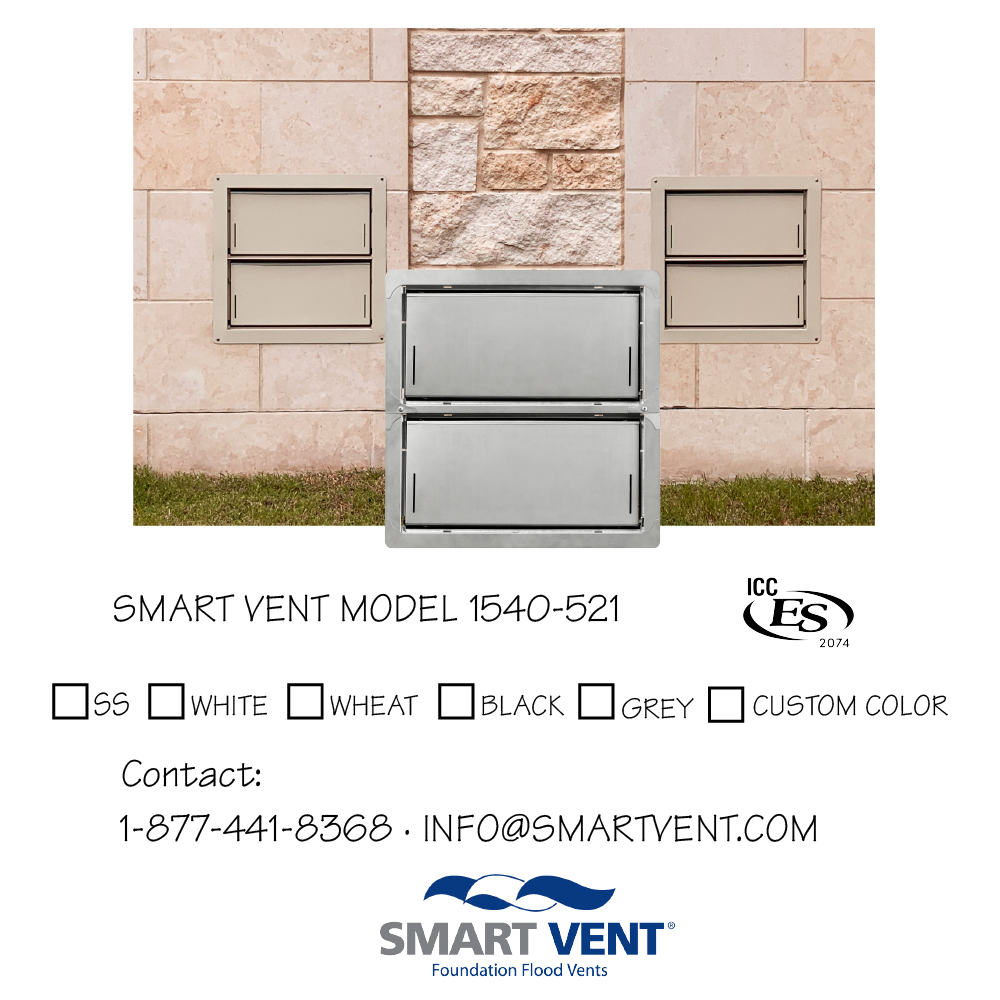 SMART VENT MODEL 1540-521
ICC
ES
2074
SS WHITE WHEAT BLACK GREY CUSTOM COLOR
Contact:
1-877-441-8368 · INFO@SMARTVENT.COM
SMART VENT®
Foundation Flood Vents